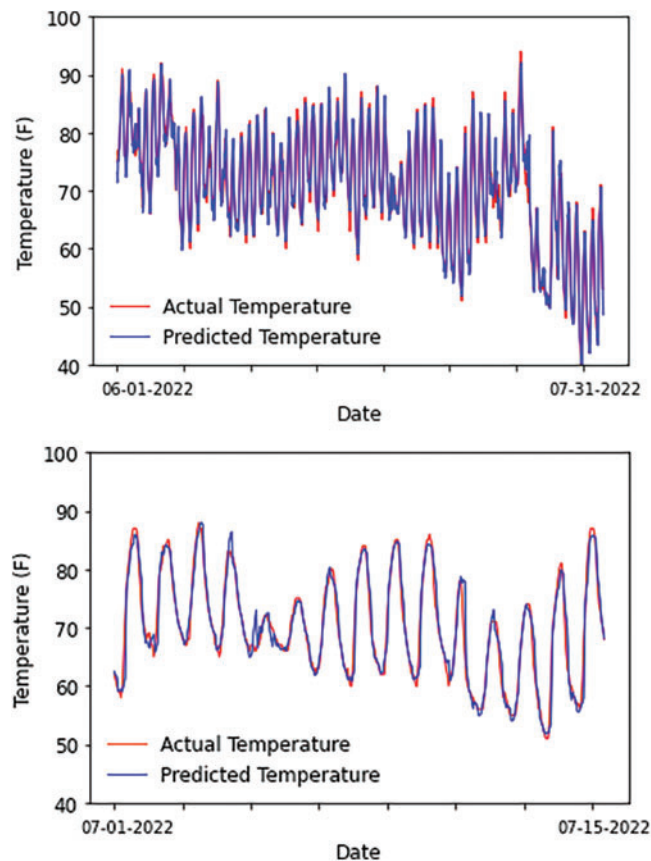 100
90
80
70
60
50
40
Temperature (F)
Actual Temperature
Predicted Temperature
06-01-2022 07-31-2022
Date
100
90
80
70
60
50
40
Temperature (F)
Actual Temperature
Predicted Temperature
07-01-2022 07-15-2022
Date